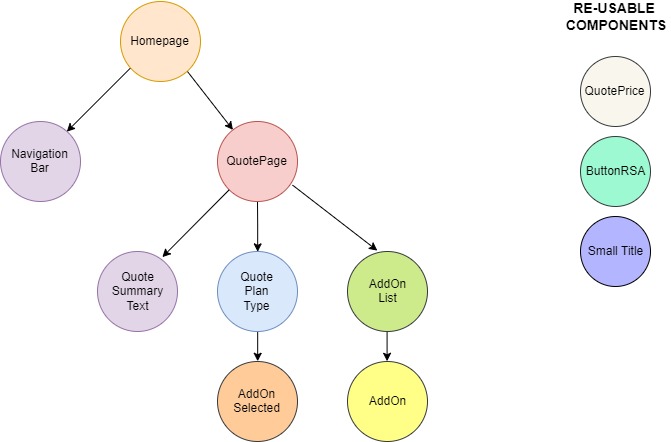 RE-USABLE
COMPONENTS
Homepage
QuotePrice
Navigation
Bar
QuotePage
ButtonRSA
Small Title
Quote
Summary
Text
Quote
Plan
Type
AddOn
List
AddOn
Selected
AddOn